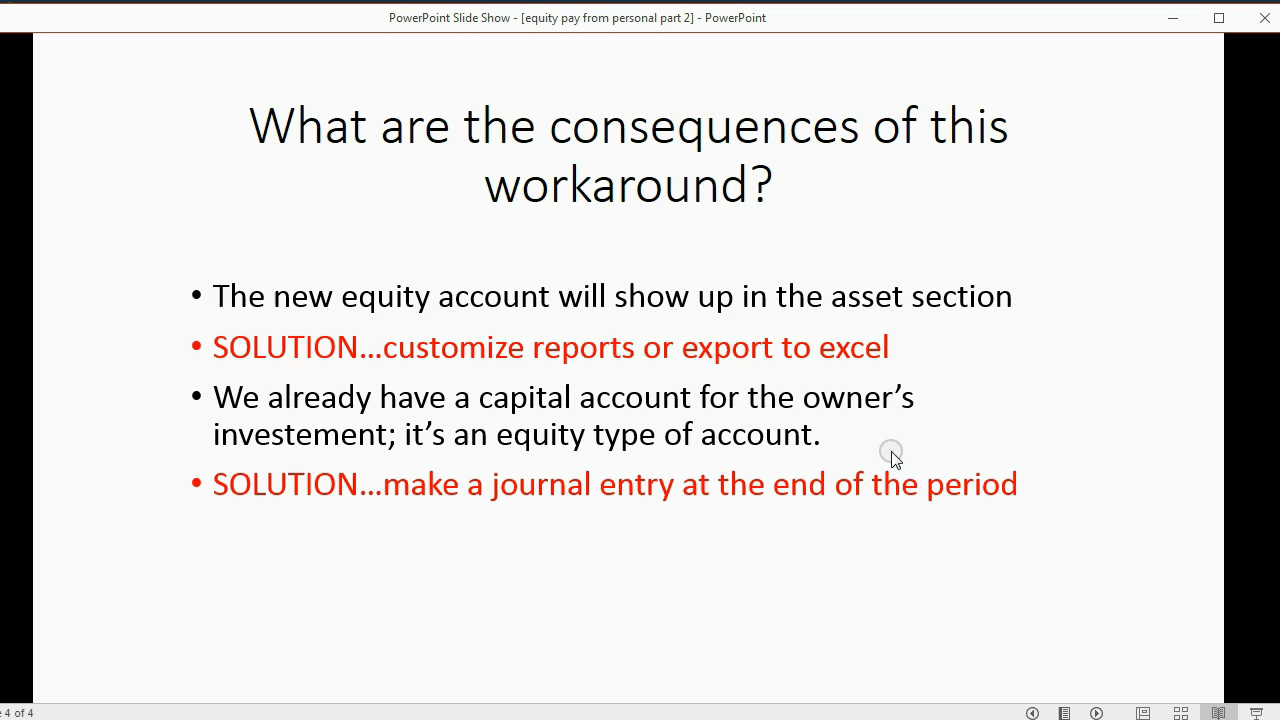 PowerPoint Slide Show - [equity pay from personal part 2] - PowerPoint
What are the consequences of this
workaround?
• The new equity account will show up in the asset section
• SOLUTION…customize reports or export to excel
• We already have a capital account for the owner’s
investement; it’s an equity type of account.
• SOLUTION…make a journal entry at the end of the period
4 of 4